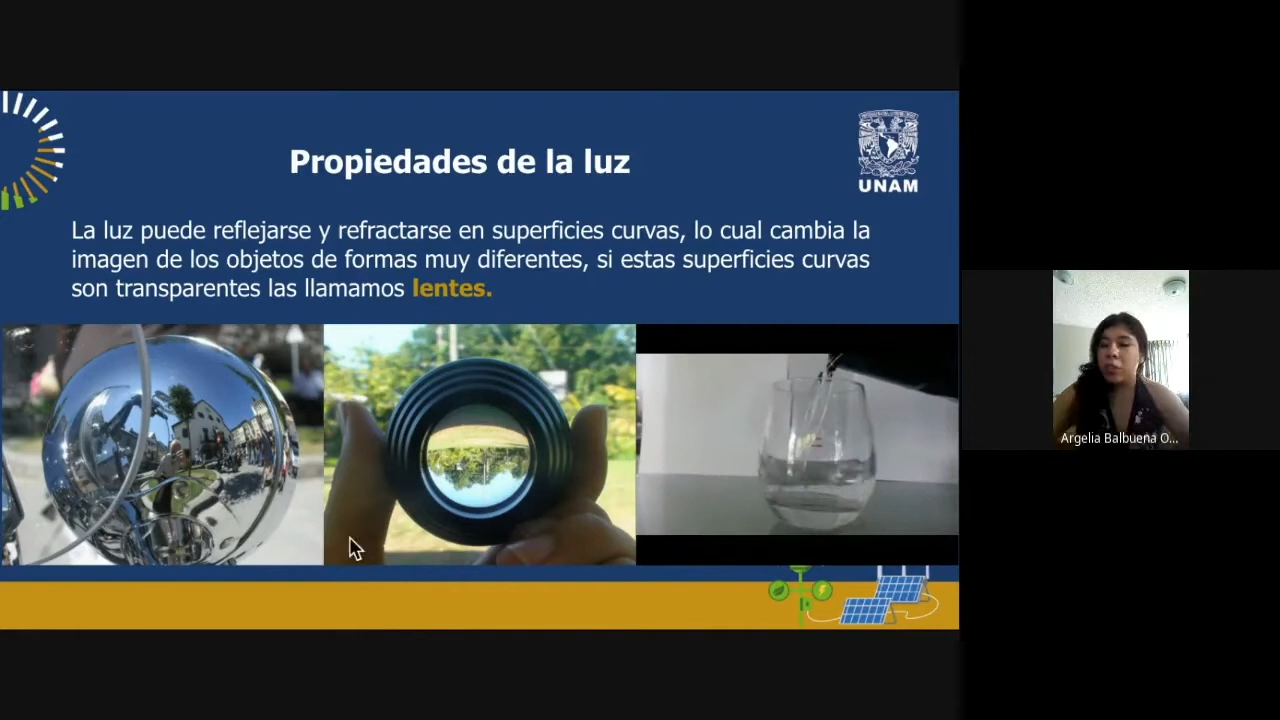 Propiedades de la luz
UNAM
La luz puede reflejarse y refractarse en superficies curvas, lo cual cambia la
imagen de los objetos de formas muy diferentes, si estas superficies curvas
son transparentes las llamamos lentes.
Argelia Balbuena O...